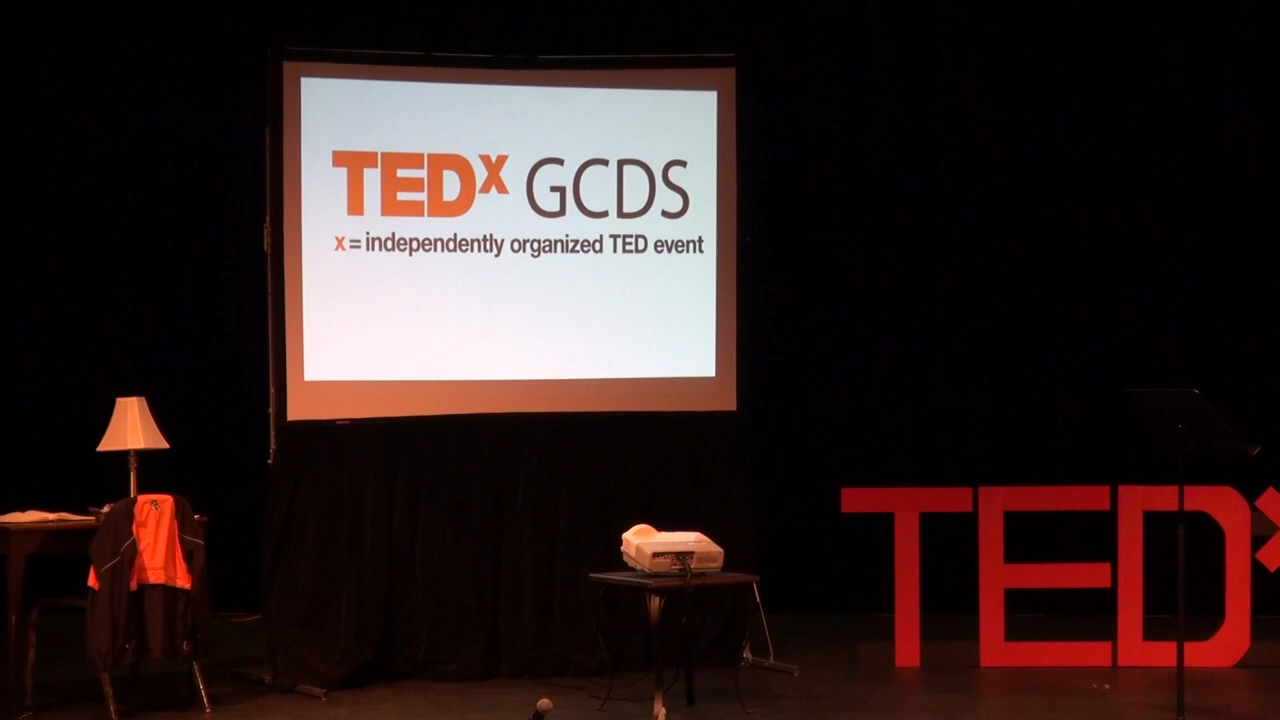 TEDx GCDS
x = independently organized TED event
TEDx